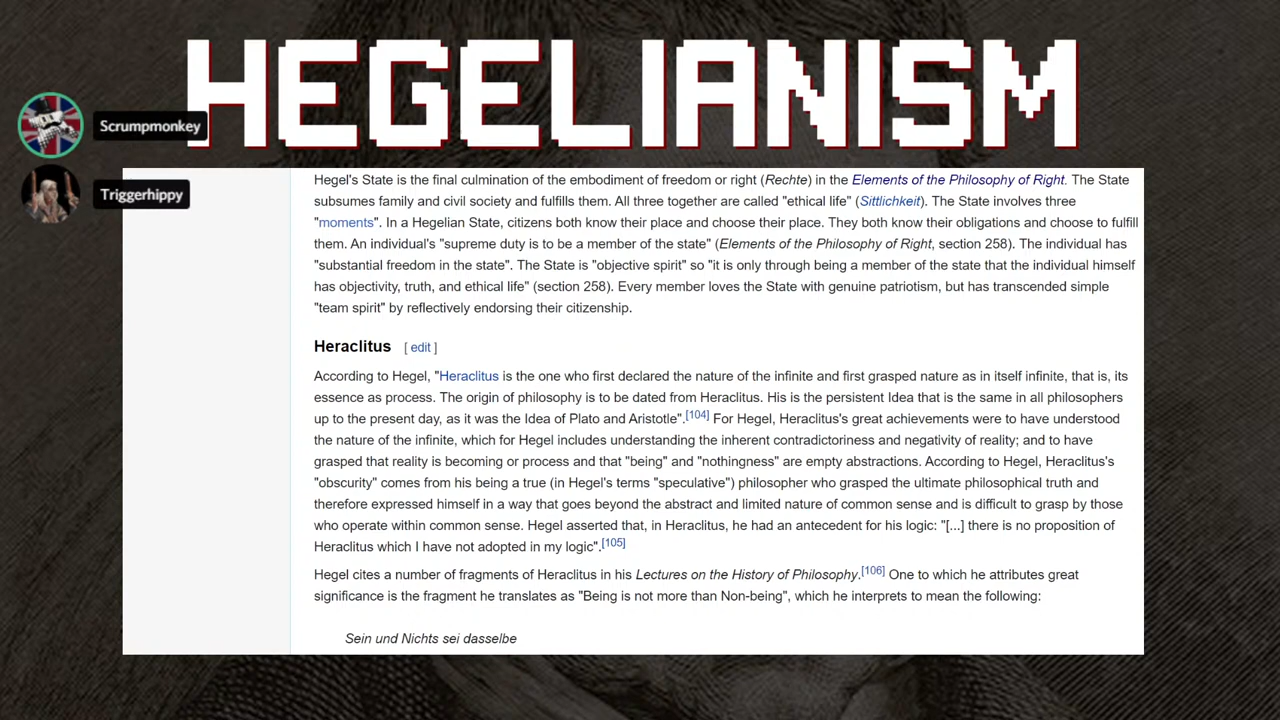 HEGELIANISM
Scrumpmonkey
Triggerhippy
Hegel's State is the final culmination of the embodiment of freedom or right (Rechte) in the Elements of the Philosophy of Right. The State
subsumes family and civil society and fulfills them. All three together are called "ethical life" (Sittlichkeit). The State involves three
"moments". In a Hegelian State, citizens both know their place and choose their place. They both know their obligations and choose to fulfill
them. An individual's "supreme duty is to be a member of the state" (Elements of the Philosophy of Right, section 258). The individual has
"substantial freedom in the state". The State is "objective spirit" so "it is only through being a member of the state that the individual himself
has objectivity, truth, and ethical life" (section 258). Every member loves the State with genuine patriotism, but has transcended simple
"team spirit" by reflectively endorsing their citizenship.
Heraclitus [ edit ]
According to Hegel, "Heraclitus is the one who first declared the nature of the infinite and first grasped nature as in itself infinite, that is, its
essence as process. The origin of philosophy is to be dated from Heraclitus. His is the persistent Idea that is the same in all philosophers
up to the present day, as it was the Idea of Plato and Aristotle".[104] For Hegel, Heraclitus's great achievements were to have understood
the nature of the infinite, which for Hegel includes understanding the inherent contradictoriness and negativity of reality; and to have
grasped that reality is becoming or process and that "being" and "nothingness" are empty abstractions. According to Hegel, Heraclitus's
"obscurity" comes from his being a true (in Hegel's terms "speculative") philosopher who grasped the ultimate philosophical truth and
therefore expressed himself in a way that goes beyond the abstract and limited nature of common sense and is difficult to grasp by those
who operate within common sense. Hegel asserted that, in Heraclitus, he had an antecedent for his logic: "[...] there is no proposition of
Heraclitus which I have not adopted in my logic".[105]
Hegel cites a number of fragments of Heraclitus in his Lectures on the History of Philosophy.[106] One to which he attributes great
significance is the fragment he translates as "Being is not more than Non-being", which he interprets to mean the following:
Sein und Nichts sei dasselbe